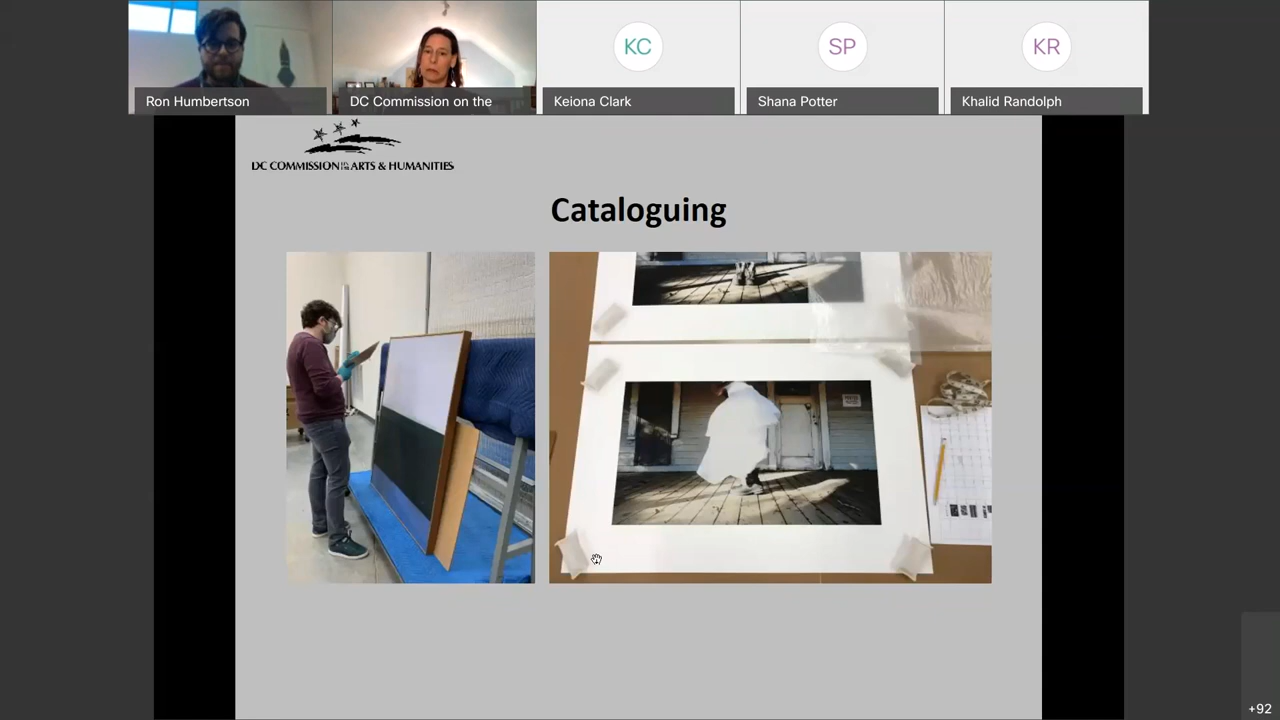 KC
SP
KR
Ron Humbertson
DC Commission on the
Keiona Clark
Shana Potter
Khalid Randolph
DC COMMISSION ON THE ARTS & HUMANITIES
Cataloguing
+92